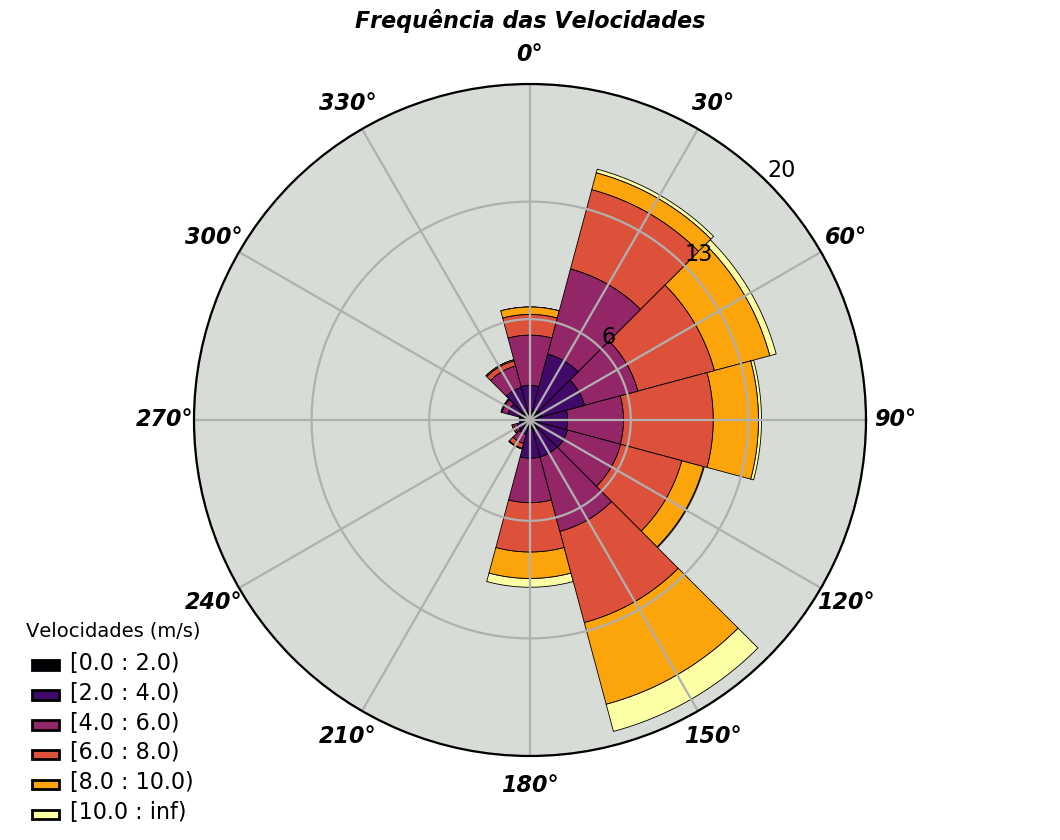 Frequência das Velocidades
0°
330°
30°
20
300°
60°
13
6
270°
90°
240°
120°
210°
150°
180°
Velocidades (m/s)
[0.0 : 2.0)
[2.0 : 4.0)
[4.0 : 6.0)
[6.0 : 8.0)
[8.0 : 10.0)
[10.0 : inf)